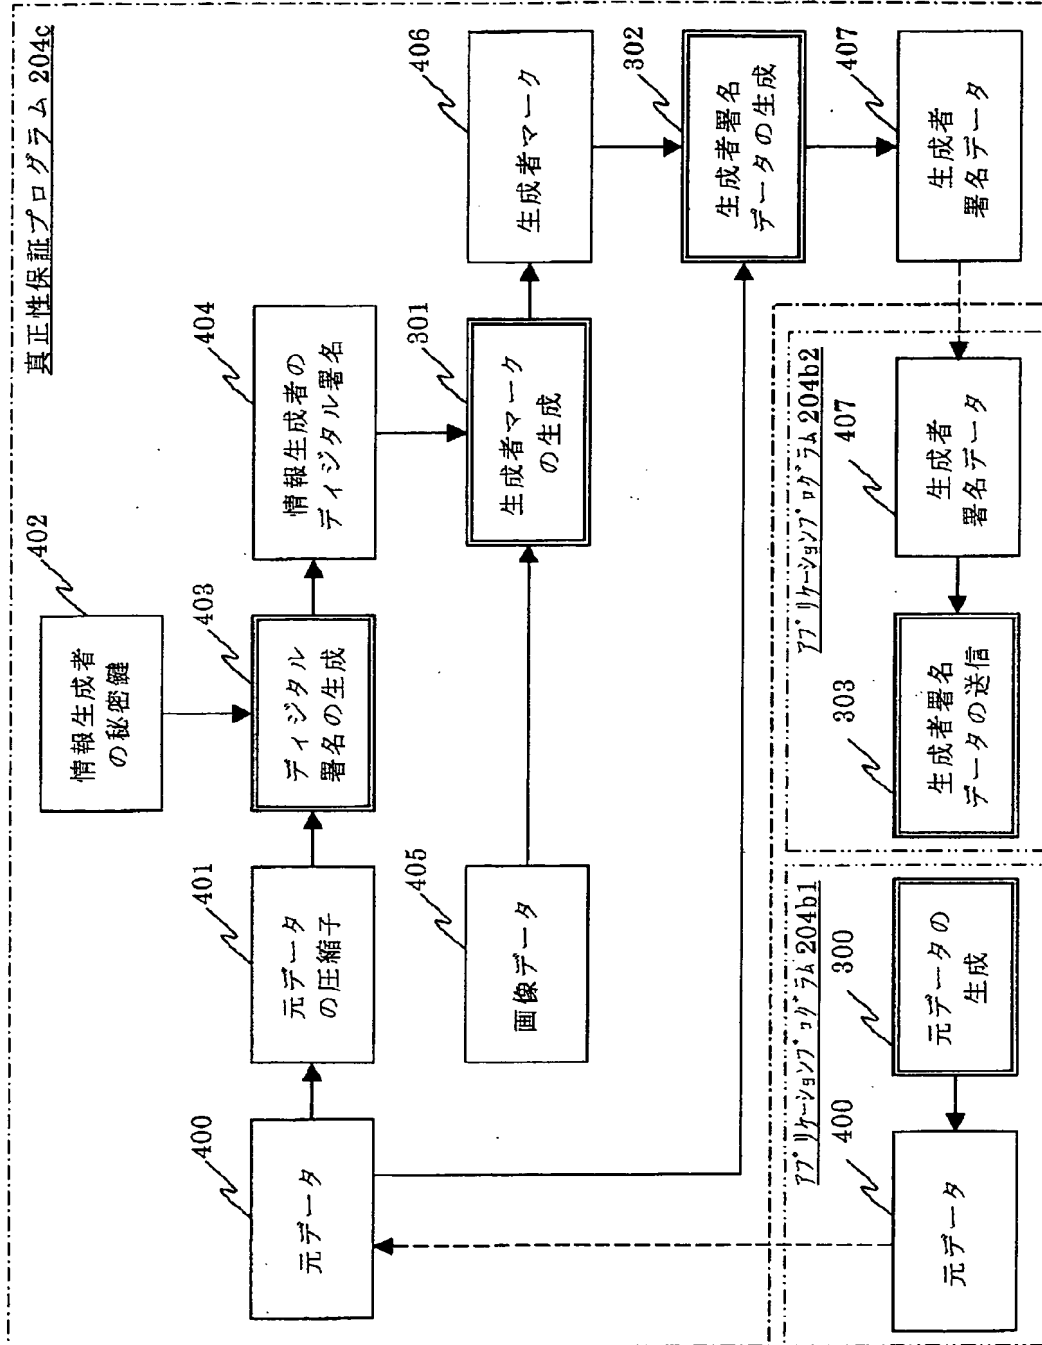 真正性保証プログラム 204c
402
情報生成者
の秘密鍵
400
元データ
401
元データ
の圧縮子
403
ディジタル
署名の生成
404
情報生成者の
ディジタル署名
405
画像データ
301
生成者マーク
の生成
406
生成者マーク
302
生成者署名
データの生成
407
生成者
署名データ
アプリケーションプログラム 204b1
400
元データ
300
元データの
生成
アプリケーションプログラム 204b2
303
生成者署名
データの送信
407
生成者
署名データ